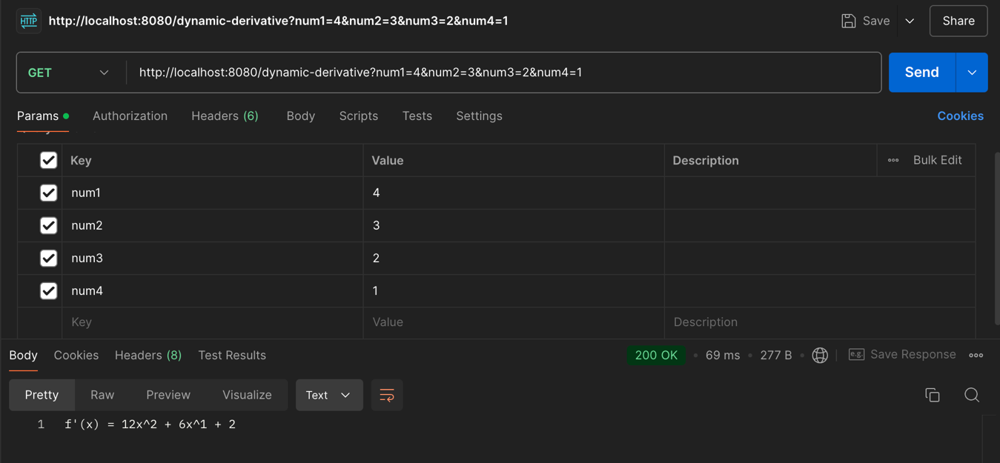 HTTP http://localhost:8080/dynamic-derivative?num1=4&num2=3&num3=2&num4=1 Save Share
GET http://localhost:8080/dynamic-derivative?num1=4&num2=3&num3=2&num4=1 Send
Params Authorization Headers (6) Body Scripts Tests Settings Cookies
Key Value Description Bulk Edit
num1 4
num2 3
num3 2
num4 1
Key Value Description
Body Cookies Headers (8) Test Results 200 OK 69 ms 277 B e.g. Save Response
Pretty Raw Preview Visualize Text
1 f'(x) = 12x^2 + 6x^1 + 2